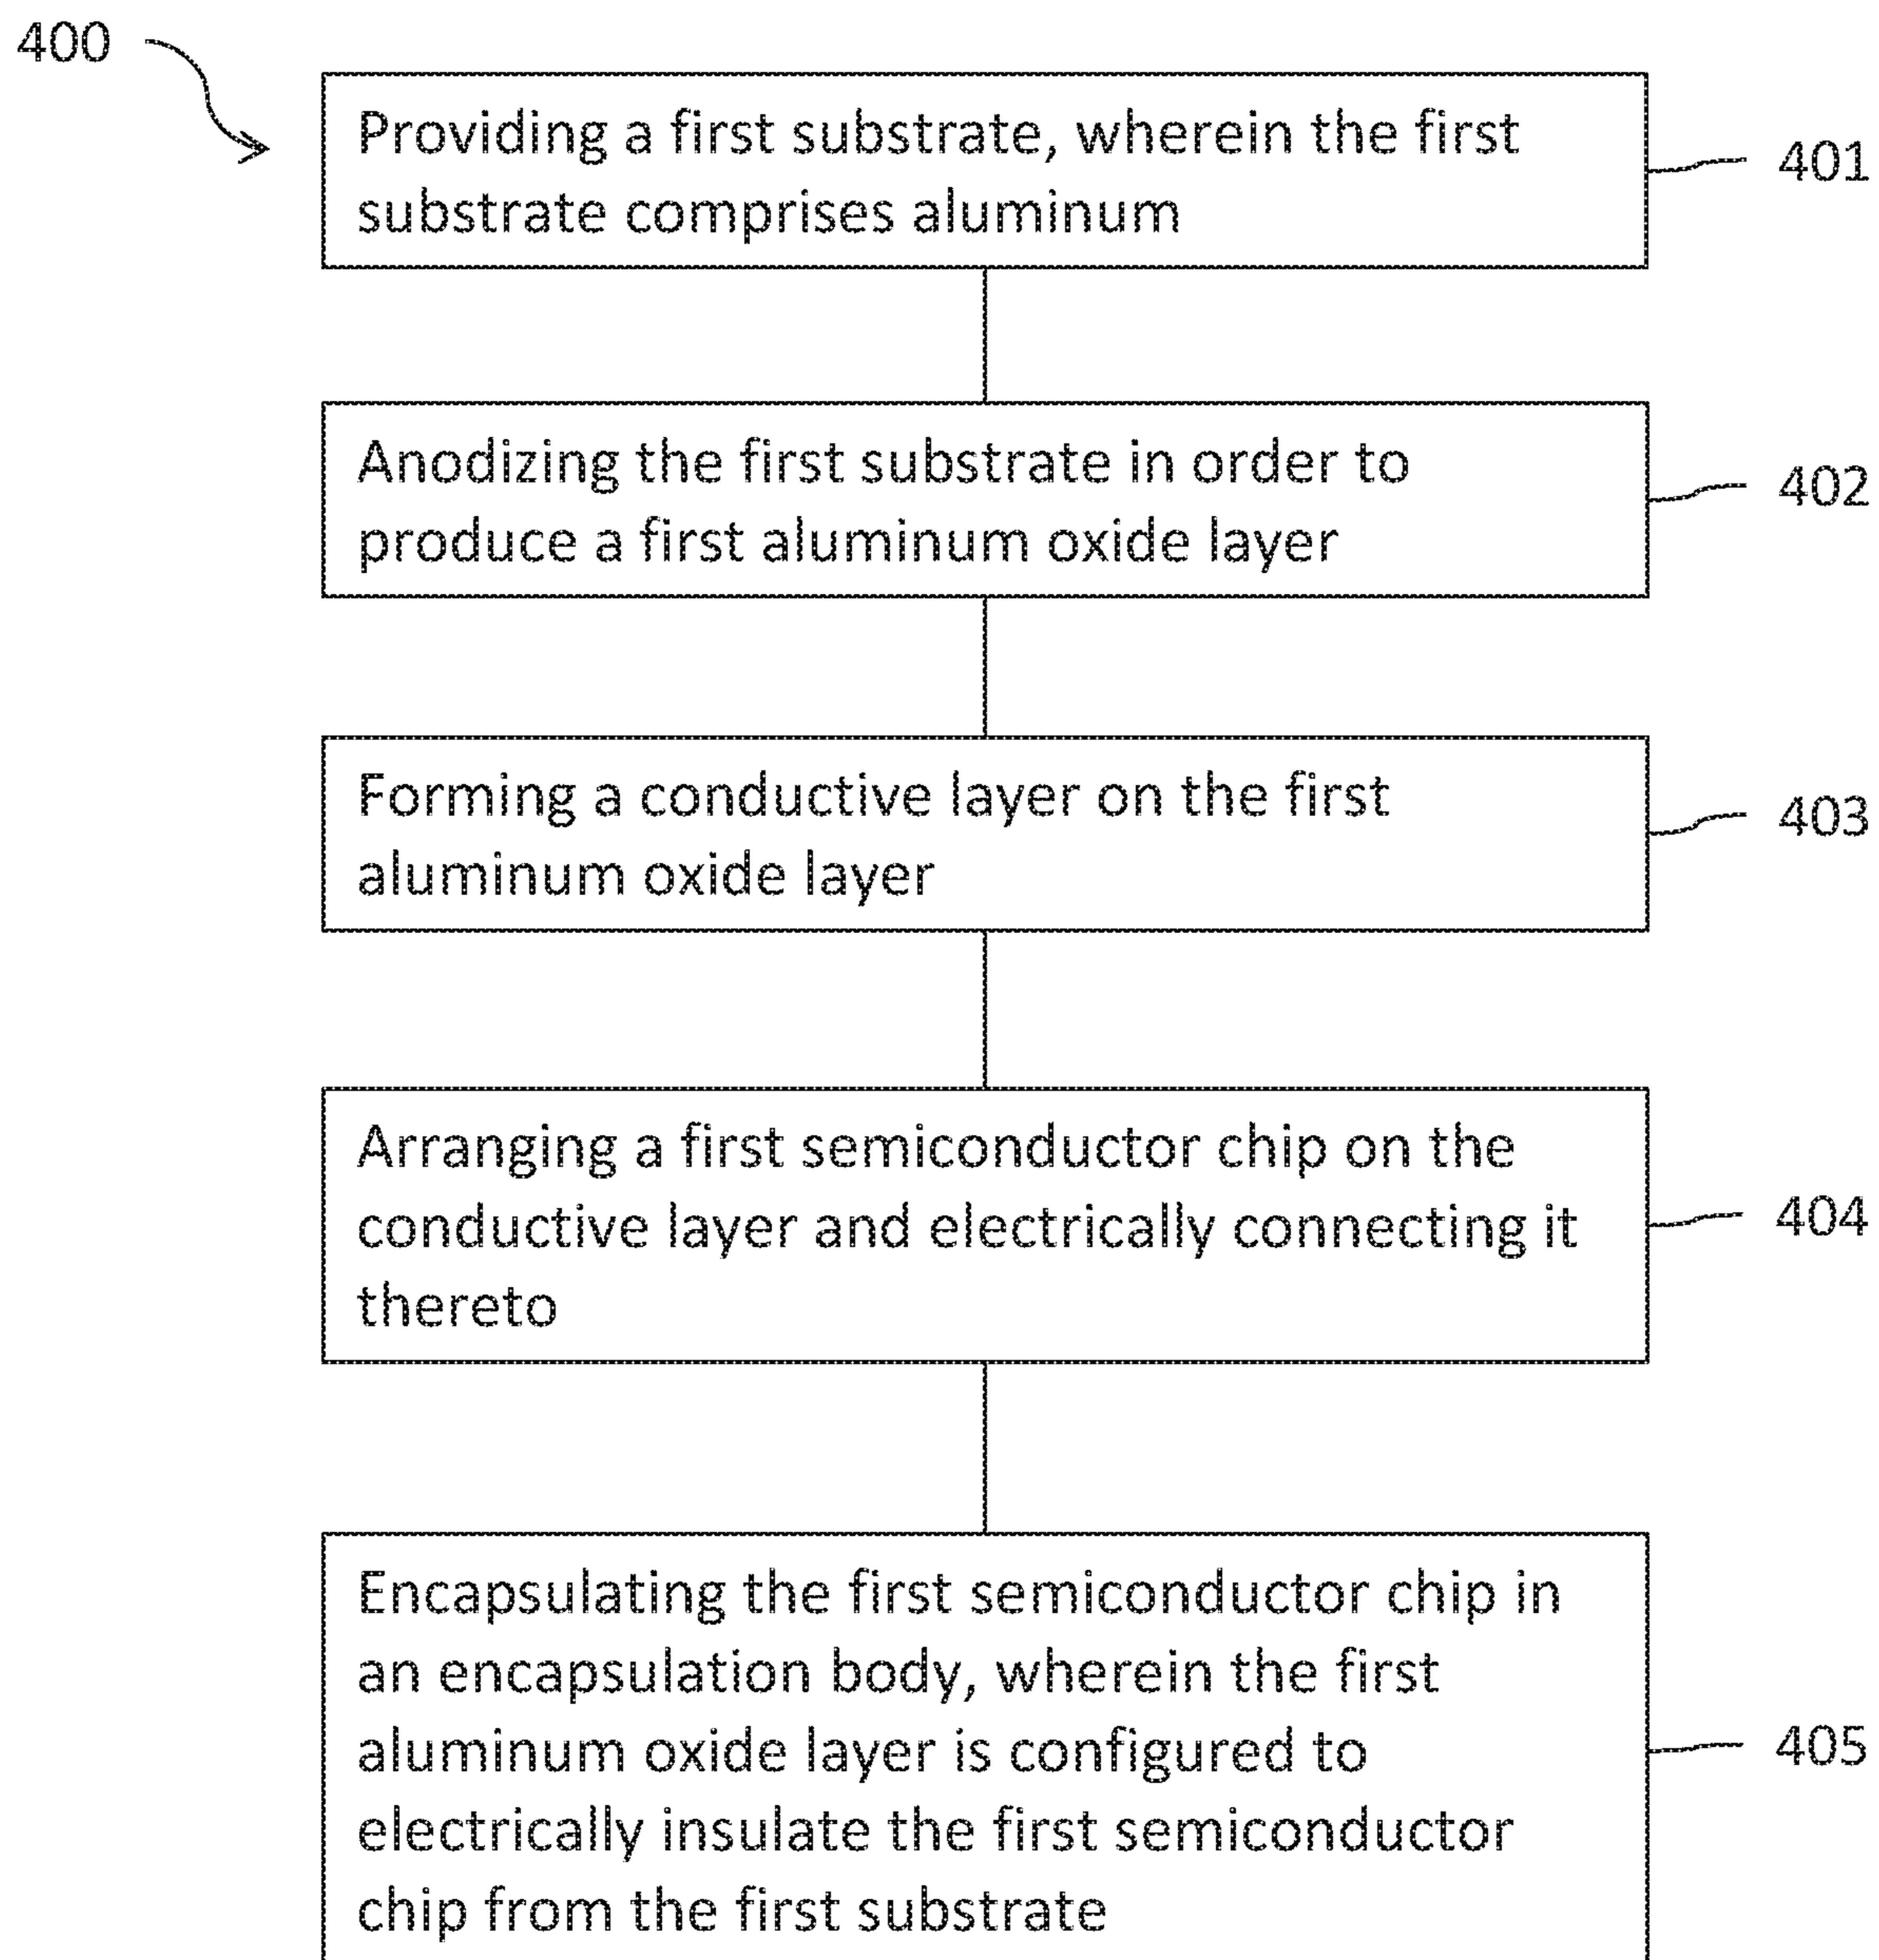 400
Providing a first substrate, wherein the first
substrate comprises aluminum
401
Anodizing the first substrate in order to
produce a first aluminum oxide layer
402
Forming a conductive layer on the first
aluminum oxide layer
403
Arranging a first semiconductor chip on the
conductive layer and electrically connecting it
thereto
404
Encapsulating the first semiconductor chip in
an encapsulation body, wherein the first
aluminum oxide layer is configured to
electrically insulate the first semiconductor
chip from the first substrate
405